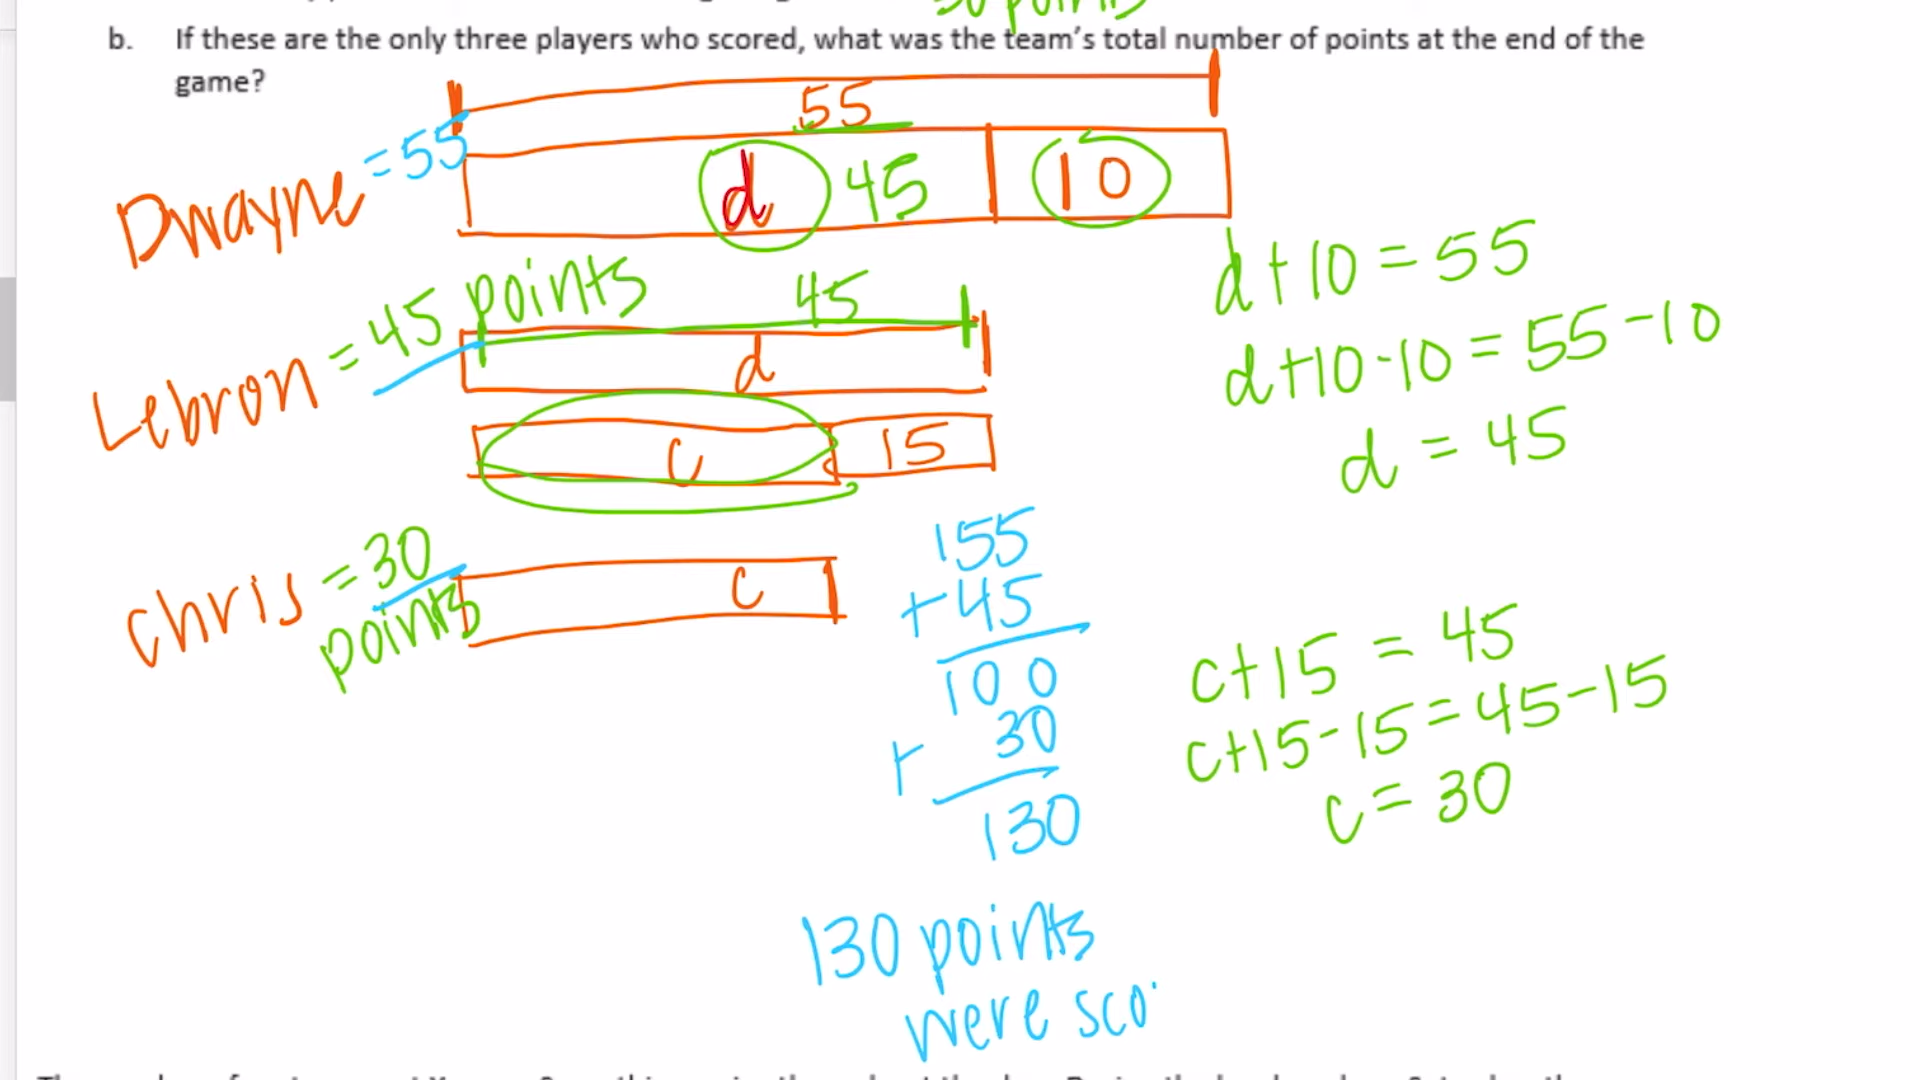 30 points
b. If these are the only three players who scored, what was the team's total number of points at the end of the
game?
55
Dwayne = 55
d 45 10
d + 10 = 55
Lebron = 45 points
45
d
d + 10 - 10 = 55 - 10
d = 45
c 15
Chris = 30
points
c
155
+ 45
100
+ 30
130
c + 15 = 45
c + 15 - 15 = 45 - 15
c = 30
130 points
were sco